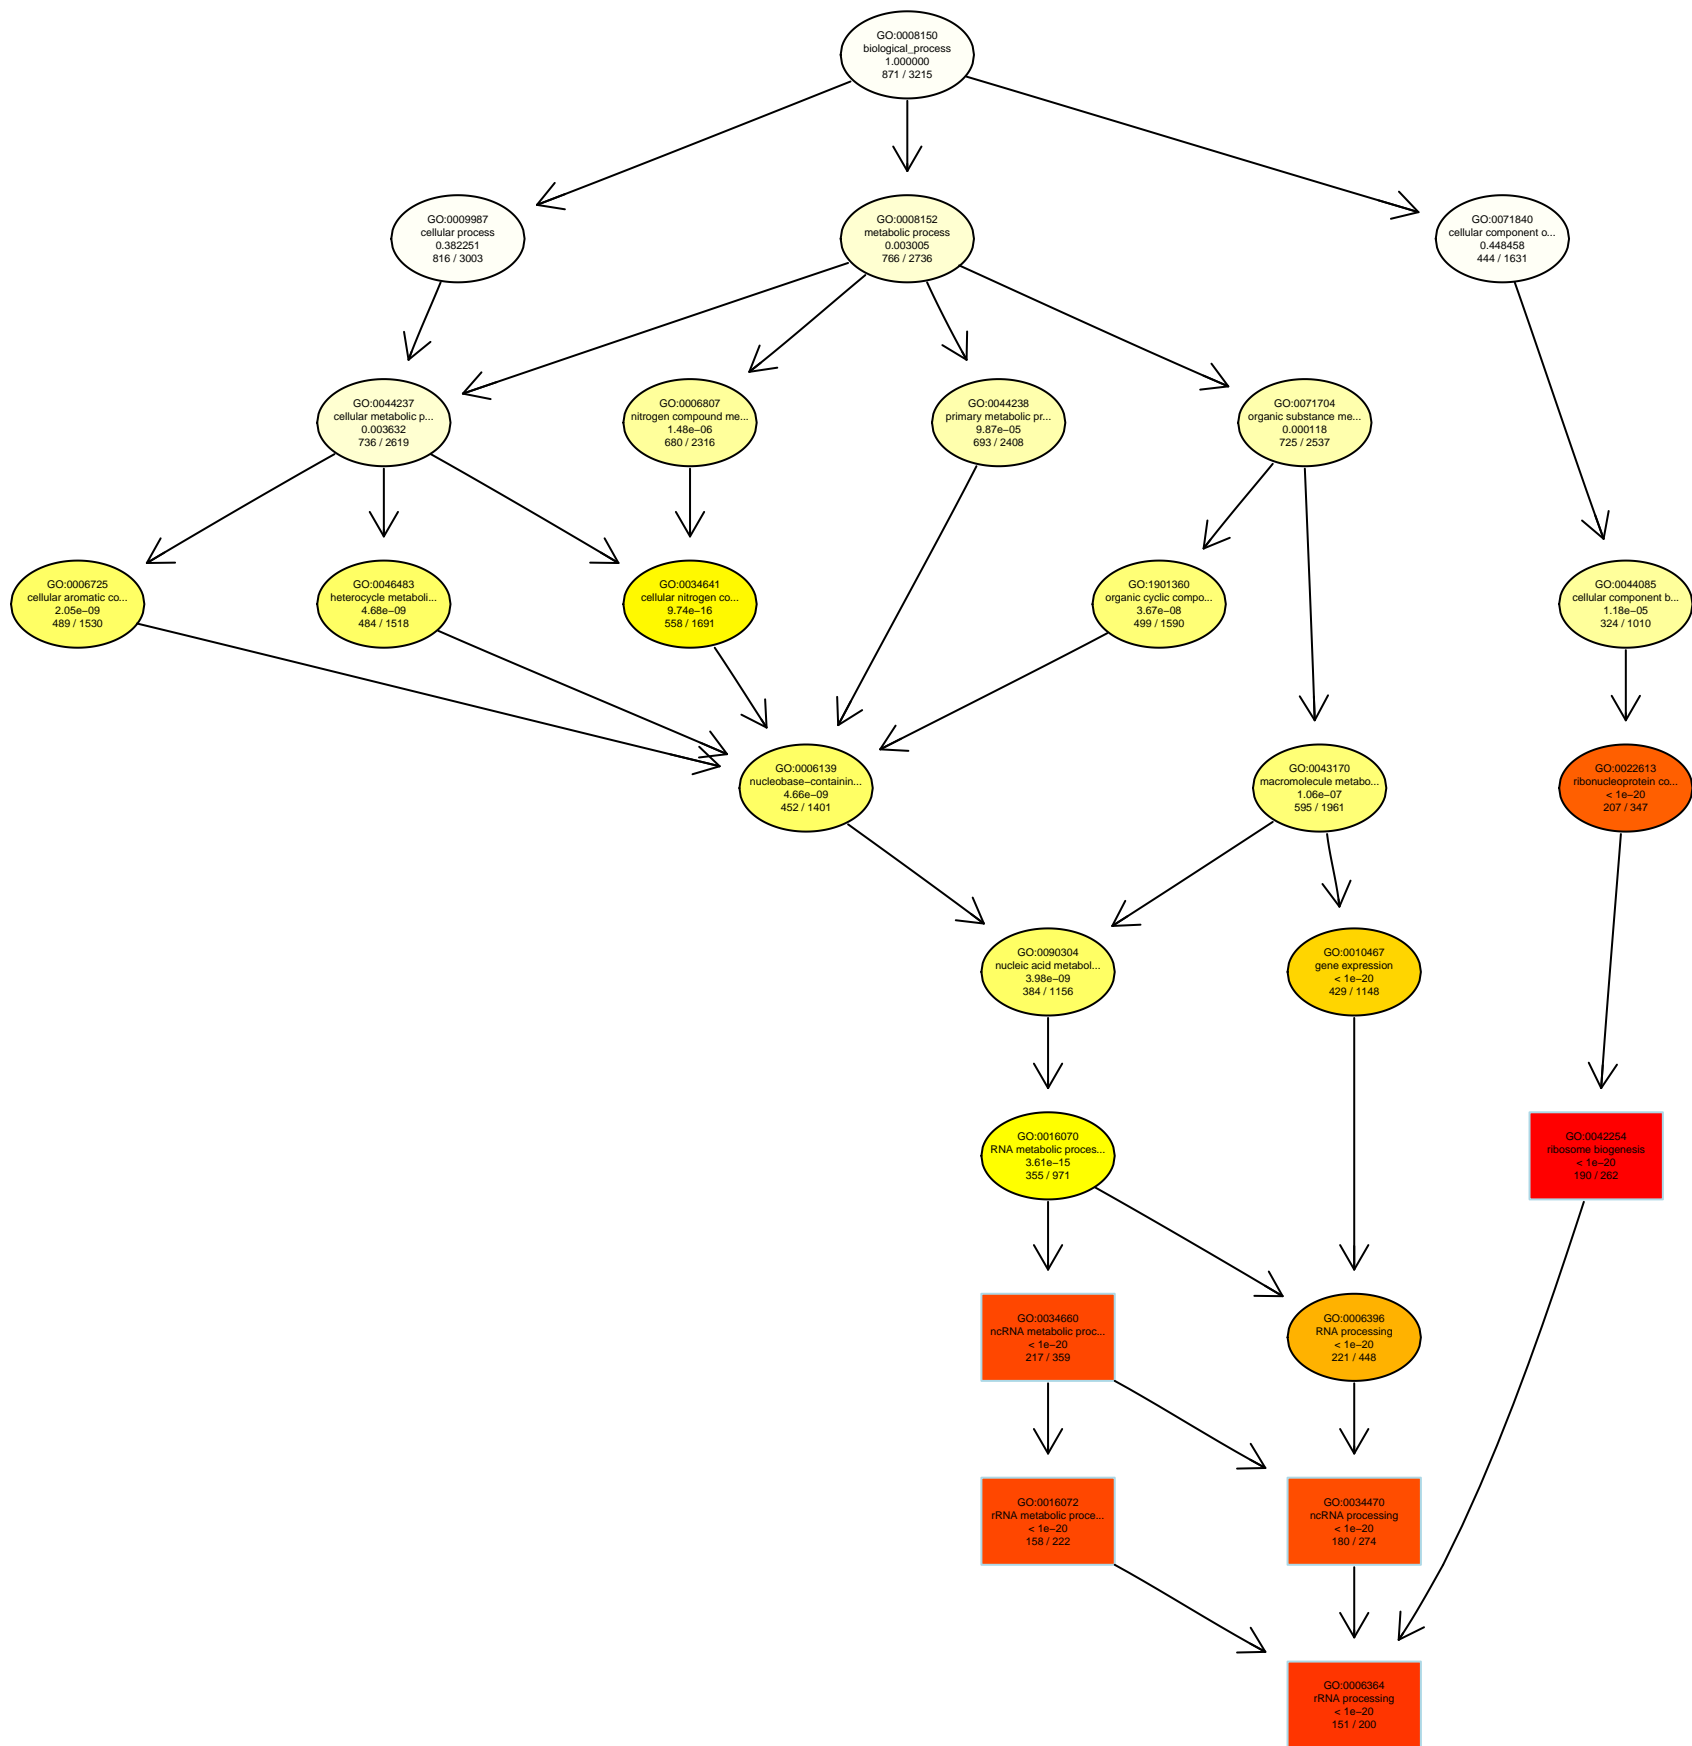 GO:0008150
biological_process
1.000000
871 / 3215
GO:0009987
cellular process
0.382251
816 / 3003
GO:0008152
metabolic process
0.003005
766 / 2736
GO:0071840
cellular component o...
0.448458
444 / 1631
GO:0044237
cellular metabolic p...
0.003632
736 / 2619
GO:0006807
nitrogen compound me...
1.48e−06
680 / 2316
GO:0044238
primary metabolic pr...
9.87e−05
693 / 2408
GO:0071704
organic substance me...
0.000118
725 / 2537
GO:0006725
cellular aromatic co...
2.05e−09
489 / 1530
GO:0046483
heterocycle metaboli...
4.68e−09
484 / 1518
GO:0034641
cellular nitrogen co...
9.74e−16
558 / 1691
GO:1901360
organic cyclic compo...
3.67e−08
499 / 1590
GO:0044085
cellular component b...
1.18e−05
324 / 1010
GO:0006139
nucleobase−containin...
4.66e−09
452 / 1401
GO:0043170
macromolecule metabo...
1.06e−07
595 / 1961
GO:0022613
ribonucleoprotein co...
< 1e−20
207 / 347
GO:0090304
nucleic acid metabol...
3.98e−09
384 / 1156
GO:0010467
gene expression
< 1e−20
429 / 1148
GO:0016070
RNA metabolic proces...
3.61e−15
355 / 971
GO:0042254
ribosome biogenesis
< 1e−20
190 / 262
GO:0034660
ncRNA metabolic proc...
< 1e−20
217 / 359
GO:0006396
RNA processing
< 1e−20
221 / 448
GO:0016072
rRNA metabolic proce...
< 1e−20
158 / 222
GO:0034470
ncRNA processing
< 1e−20
180 / 274
GO:0006364
rRNA processing
< 1e−20
151 / 200